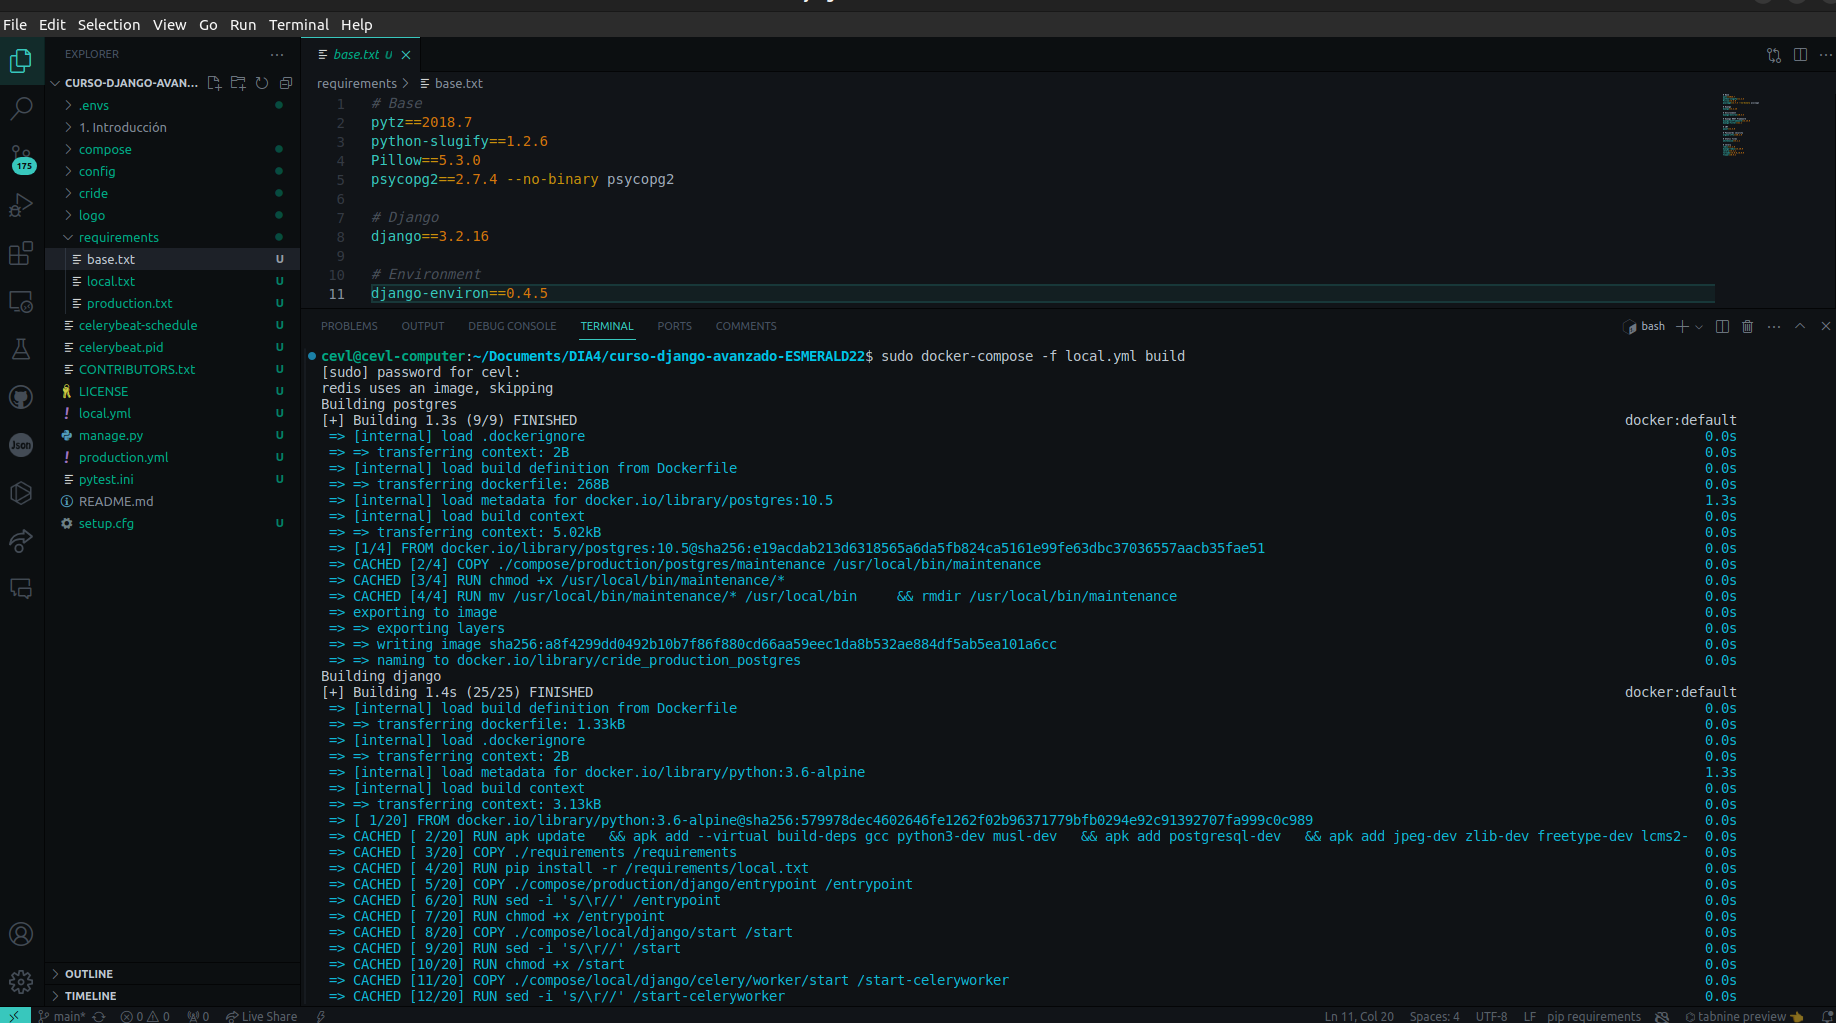 File Edit Selection View Go Run Terminal Help
EXPLORER
CURSO-DJANGO-AVAN...
.envs
1. Introducción
compose
config
cride
logo
requirements
base.txt U
local.txt U
production.txt U
celerybeat-schedule U
celerybeat.pid U
CONTRIBUTORS.txt U
LICENSE U
local.yml U
manage.py U
production.yml U
pytest.ini U
README.md
setup.cfg U
OUTLINE
TIMELINE
175
Json
base.txt U
requirements > base.txt
1 # Base
2 pytz==2018.7
3 python-slugify==1.2.6
4 Pillow==5.3.0
5 psycopg2==2.7.4 --no-binary psycopg2
6
7 # Django
8 django==3.2.16
9
10 # Environment
11 django-environ==0.4.5
PROBLEMS OUTPUT DEBUG CONSOLE TERMINAL PORTS COMMENTS bash
cevl@cevl-computer:~/Documents/DIA4/curso-django-avanzado-ESMERALD22$ sudo docker-compose -f local.yml build
[sudo] password for cevl:
redis uses an image, skipping
Building postgres
[+] Building 1.3s (9/9) FINISHED docker:default
=> [internal] load .dockerignore 0.0s
=> => transferring context: 2B 0.0s
=> [internal] load build definition from Dockerfile 0.0s
=> => transferring dockerfile: 268B 0.0s
=> [internal] load metadata for docker.io/library/postgres:10.5 1.3s
=> [internal] load build context 0.0s
=> => transferring context: 5.02kB 0.0s
=> [1/4] FROM docker.io/library/postgres:10.5@sha256:e19acdab213d6318565a6da5fb824ca5161e99fe63dbc37036557aacb35fae51 0.0s
=> CACHED [2/4] COPY ./compose/production/postgres/maintenance /usr/local/bin/maintenance 0.0s
=> CACHED [3/4] RUN chmod +x /usr/local/bin/maintenance/* 0.0s
=> CACHED [4/4] RUN mv /usr/local/bin/maintenance/* /usr/local/bin     && rmdir /usr/local/bin/maintenance 0.0s
=> exporting to image 0.0s
=> => exporting layers 0.0s
=> => writing image sha256:a8f4299dd0492b10b7f86f880cd66aa59eec1da8b532ae884df5ab5ea101a6cc 0.0s
=> => naming to docker.io/library/cride_production_postgres 0.0s
Building django
[+] Building 1.4s (25/25) FINISHED docker:default
=> [internal] load build definition from Dockerfile 0.0s
=> => transferring dockerfile: 1.33kB 0.0s
=> [internal] load .dockerignore 0.0s
=> => transferring context: 2B 0.0s
=> [internal] load metadata for docker.io/library/python:3.6-alpine 1.3s
=> [internal] load build context 0.0s
=> => transferring context: 3.13kB 0.0s
=> [ 1/20] FROM docker.io/library/python:3.6-alpine@sha256:579978dec4602646fe1262f02b96371779bfb0294e92c91392707fa999c0c989 0.0s
=> CACHED [ 2/20] RUN apk update   && apk add --virtual build-deps gcc python3-dev musl-dev   && apk add postgresql-dev   && apk add jpeg-dev zlib-dev freetype-dev lcms2- 0.0s
=> CACHED [ 3/20] COPY ./requirements /requirements 0.0s
=> CACHED [ 4/20] RUN pip install -r /requirements/local.txt 0.0s
=> CACHED [ 5/20] COPY ./compose/production/django/entrypoint /entrypoint 0.0s
=> CACHED [ 6/20] RUN sed -i 's/\r//' /entrypoint 0.0s
=> CACHED [ 7/20] RUN chmod +x /entrypoint 0.0s
=> CACHED [ 8/20] COPY ./compose/local/django/start /start 0.0s
=> CACHED [ 9/20] RUN sed -i 's/\r//' /start 0.0s
=> CACHED [10/20] RUN chmod +x /start 0.0s
=> CACHED [11/20] COPY ./compose/local/django/celery/worker/start /start-celeryworker 0.0s
=> CACHED [12/20] RUN sed -i 's/\r//' /start-celeryworker 0.0s
main* 0 0 0 Live Share Ln 11, Col 20 Spaces: 4 UTF-8 LF pip requirements tabnine preview